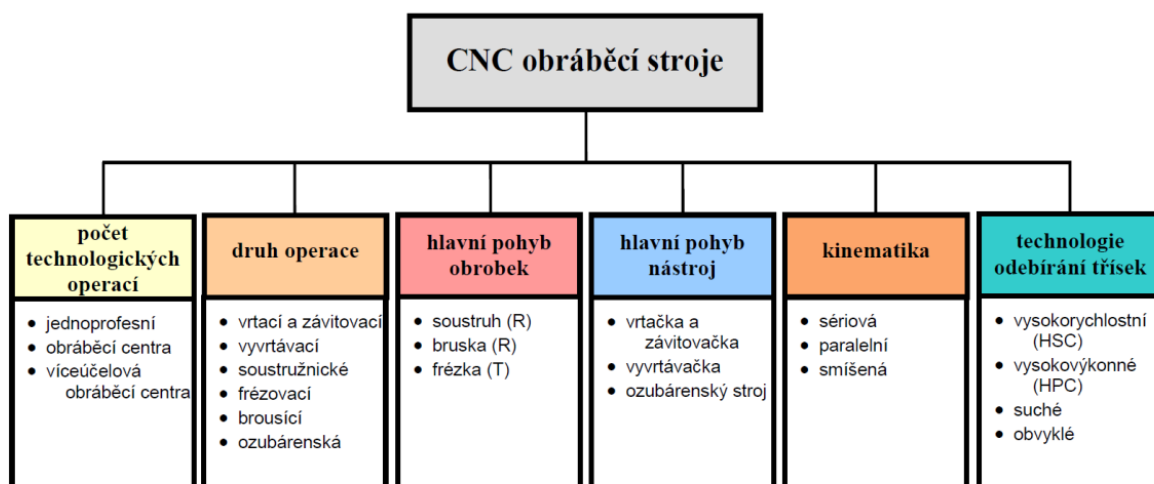 CNC obráběcí stroje
počet
technologických
operací
• jednoprofesní
• obráběcí centra
• víceúčelová
obráběcí centra
druh operace
• vrtací a závitovací
• vyvrtávací
• soustružnické
• frézovací
• brousící
• ozubárenská
hlavní pohyb
obrobek
• soustruh (R)
• bruska (R)
• frézka (T)
hlavní pohyb
nástroj
• vrtačka a
závitovačka
• vyvrtávačka
• ozubárenský stroj
kinematika
• sériová
• paralelní
• smíšená
technologie
odebírání třísek
• vysokorychlostní
(HSC)
• vysokovýkonné
(HPC)
• suché
• obvyklé